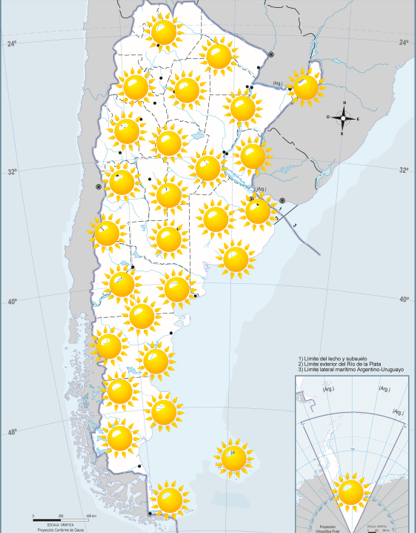 24°
24°
(Arg.)
N
O
E
S
32°
32°
(Arg.)
40°
40°
1) Límite del lecho y subsuelo
2) Límite exterior del Río de la Plata
3) Límite lateral marítimo Argentino-Uruguayo
(Arg.)
(Arg.)
48°
ESCALA GRÁFICA
Proyección Conforme de Gauss
Proyección